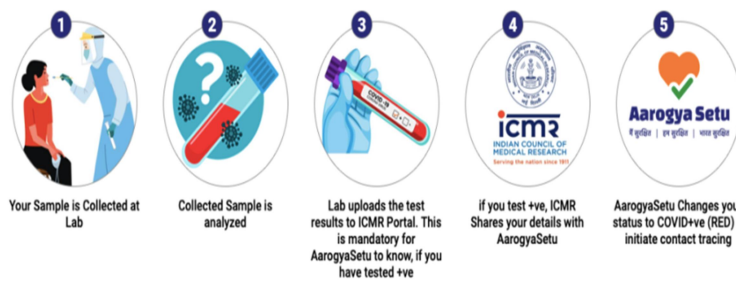 1
2
3
4
5
?
COVID-19
icmr
INDIAN COUNCIL OF
MEDICAL RESEARCH
Serving the nation since 1911
Aarogya Setu
मैं सुरक्षित | हम सुरक्षित | भारत सुरक्षित
Your Sample is Collected at
Lab
Collected Sample is
analyzed
Lab uploads the test
results to ICMR Portal. This
is mandatory for
AarogyaSetu to know, if you
have tested +ve
if you test +ve, ICMR
Shares your details with
AarogyaSetu
AarogyaSetu Changes you
status to COVID+ve (RED)
initiate contact tracing